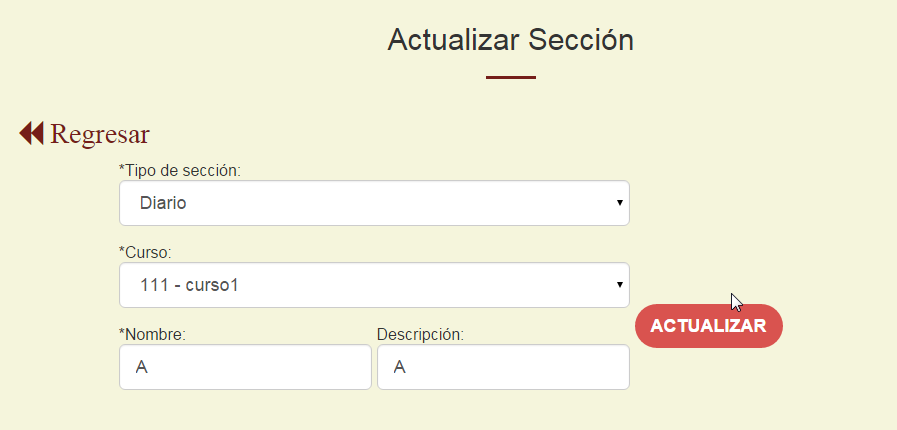 Actualizar Sección
Regresar
*Tipo de sección:
Diario
*Curso:
111 - curso1
*Nombre: Descripción:
A A
ACTUALIZAR